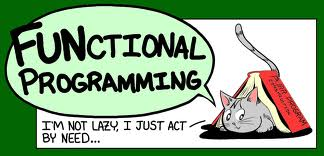 FUNCTIONAL
PROGRAMMING
I'M NOT LAZY, I JUST ACT
BY NEED...